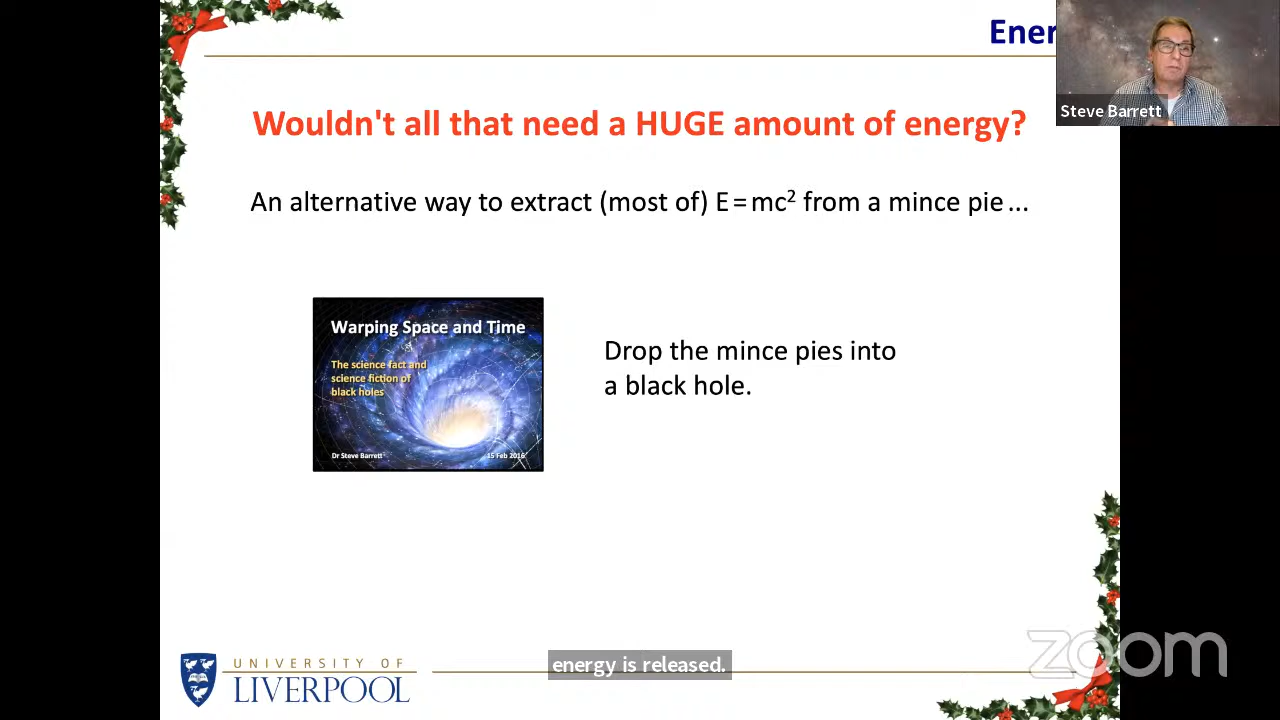 Ener
Steve Barrett
Wouldn't all that need a HUGE amount of energy?
An alternative way to extract (most of) E=mc² from a mince pie...
Warping Space and Time
The science fact and
science fiction of
black holes
Dr Steve Barrett
15 Feb 2016
Drop the mince pies into
a black hole.
UNIVERSITY OF
LIVERPOOL
energy is released.
zoom